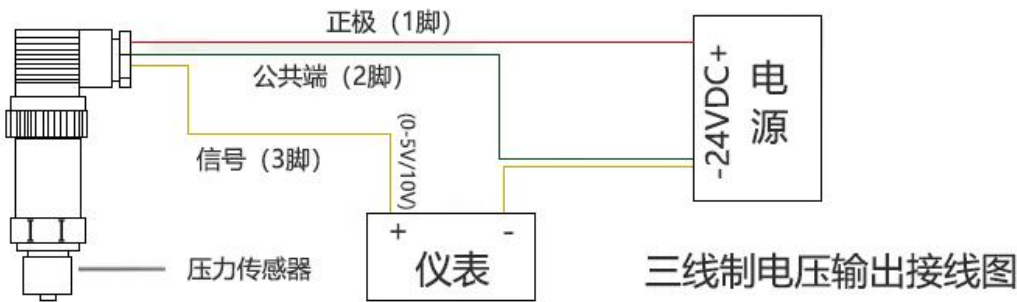 正极（1脚）
公共端（2脚）
信号（3脚）
(0-5V/10V)
-24VDC+
电源
+ -
仪表
压力传感器
三线制电压输出接线图